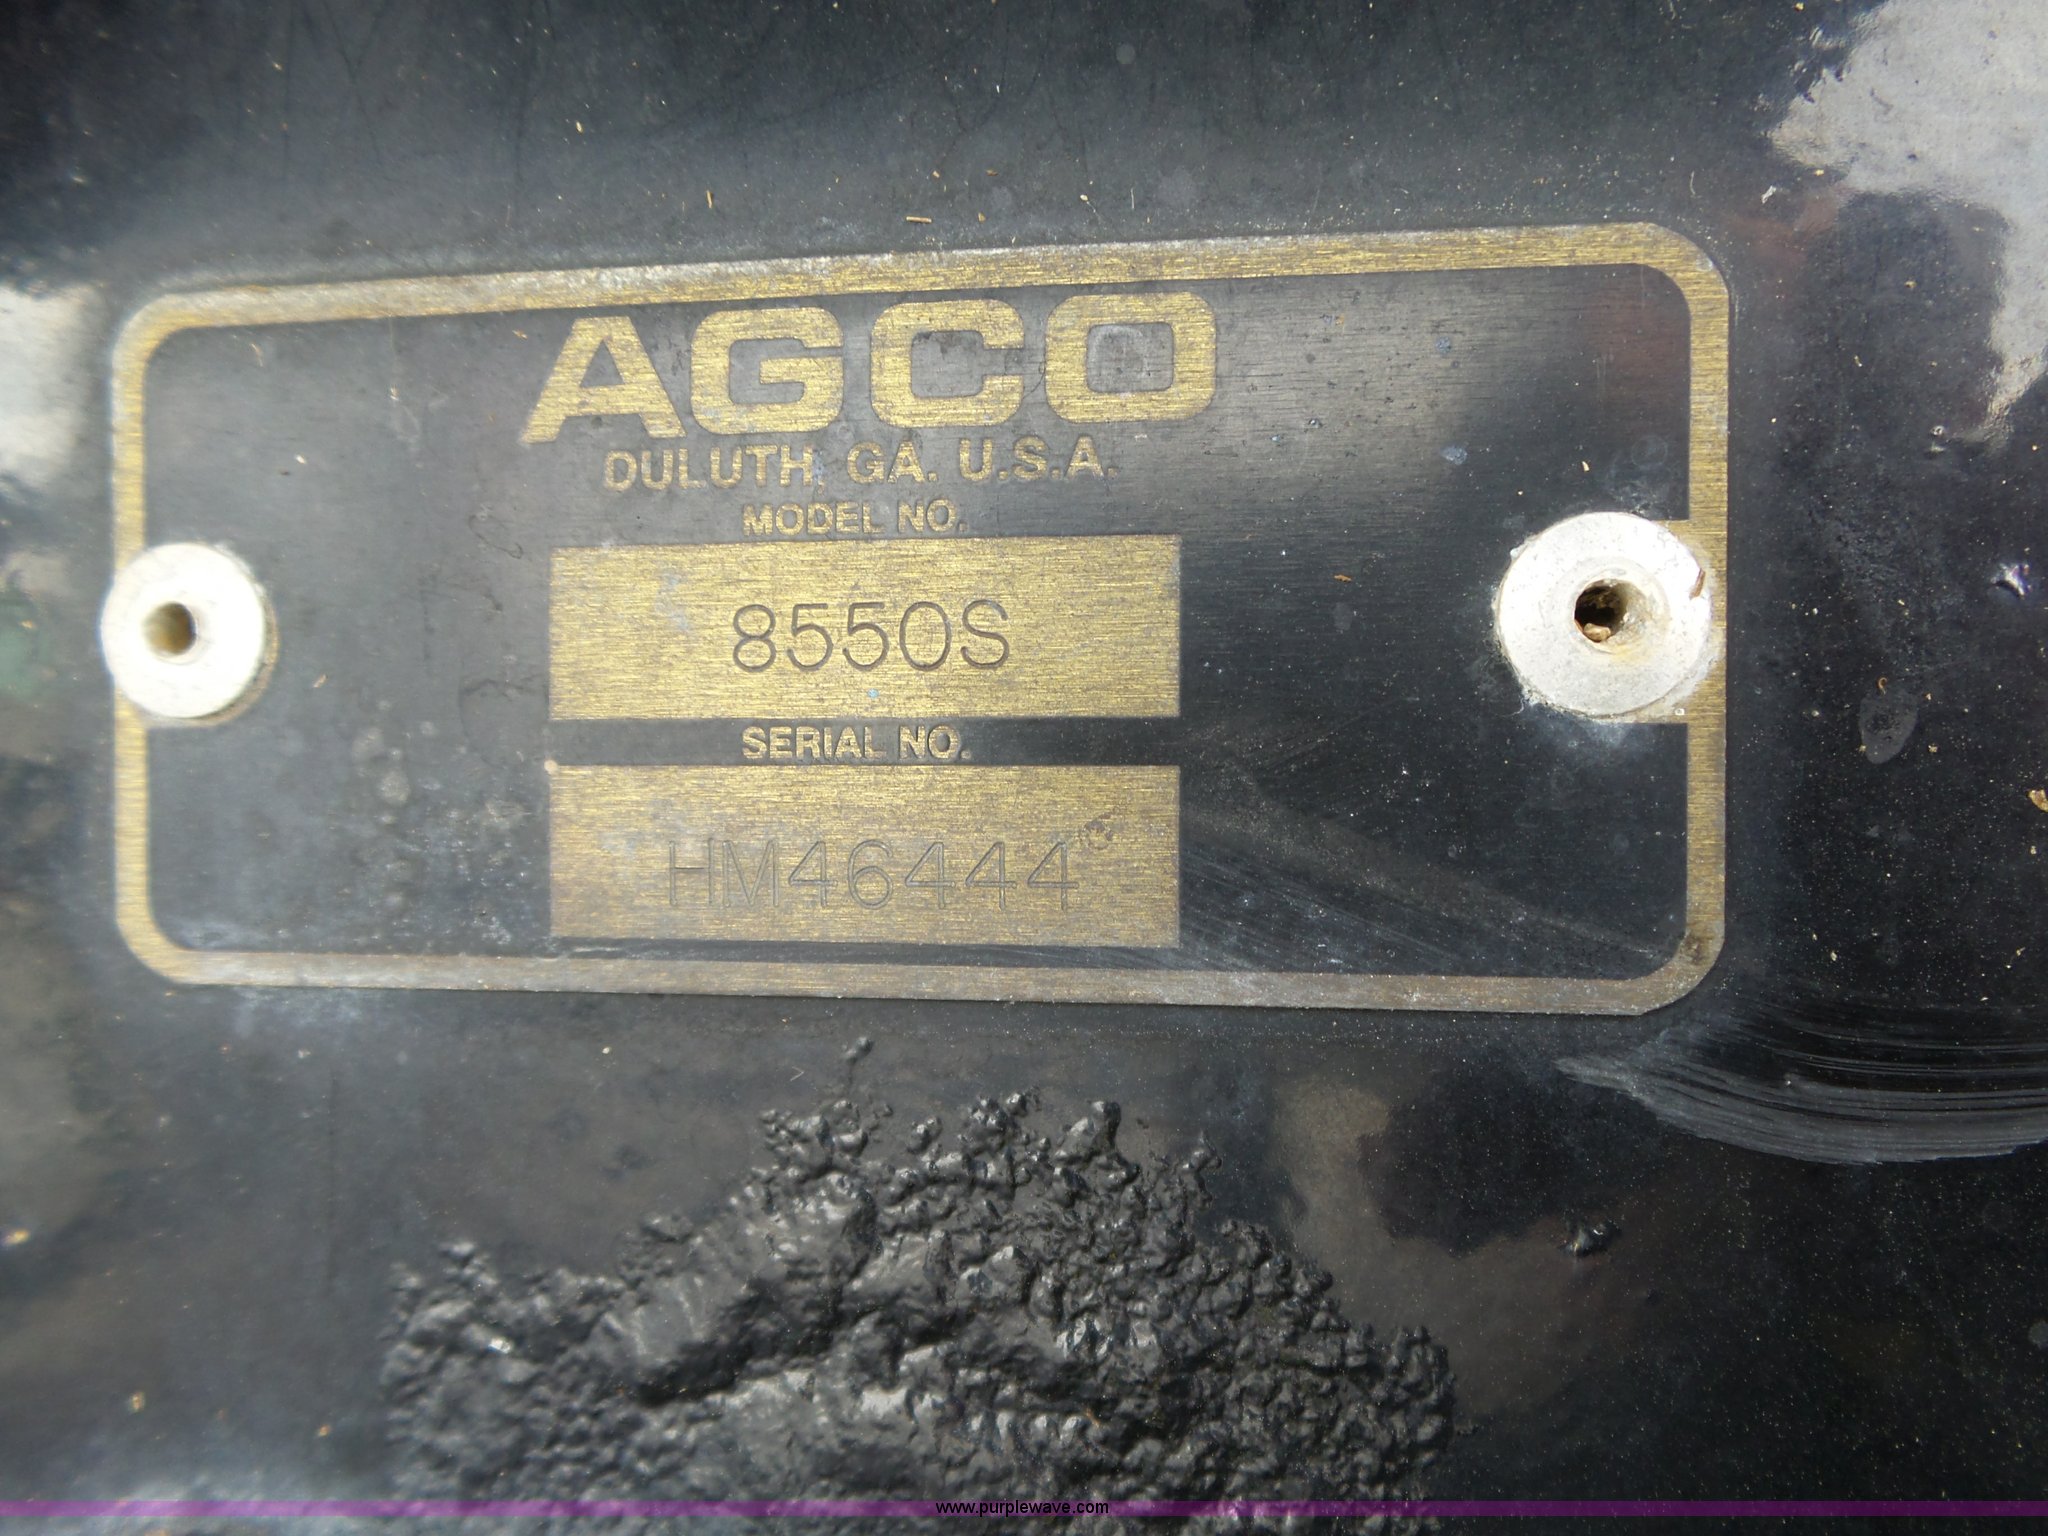 AGCO
DULUTH, GA. U.S.A.
MODEL NO.
8550S
SERIAL NO.
HM46444
www.purplewave.com